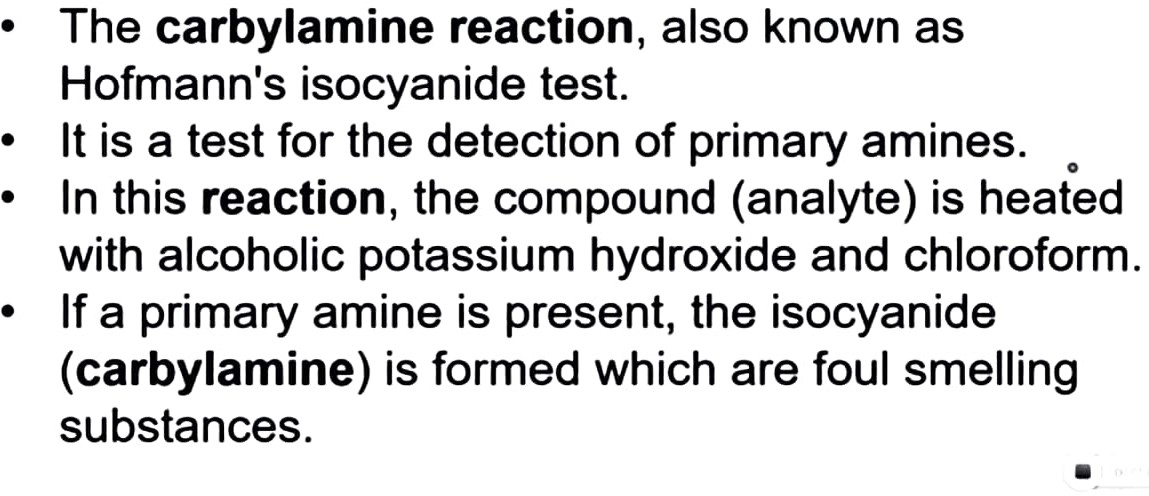 • The carbylamine reaction, also known as
Hofmann's isocyanide test.
• It is a test for the detection of primary amines.
• In this reaction, the compound (analyte) is heated
with alcoholic potassium hydroxide and chloroform.
• If a primary amine is present, the isocyanide
(carbylamine) is formed which are foul smelling
substances.